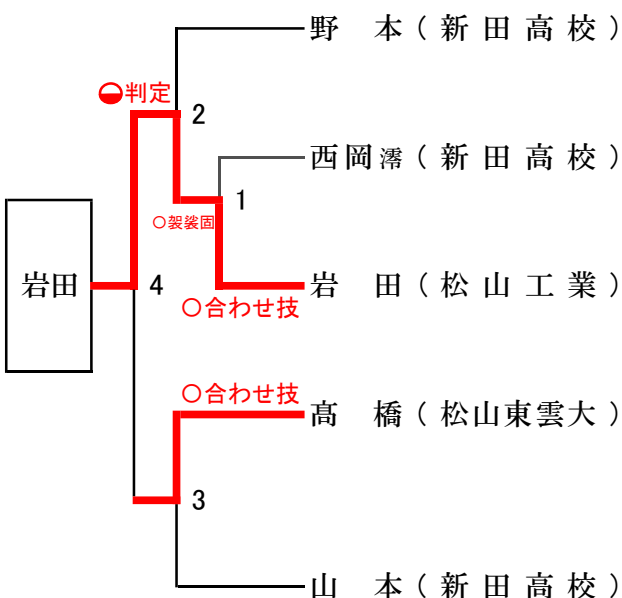 野 本 ( 新 田 高 校 )
●判定
2
西岡澪 ( 新 田 高 校 )
1
○袈裟固
岩田
4
岩 田 ( 松 山 工 業 )
○合わせ技
○合わせ技
髙 橋 ( 松山東雲大 )
3
山 本 ( 新 田 高 校 )